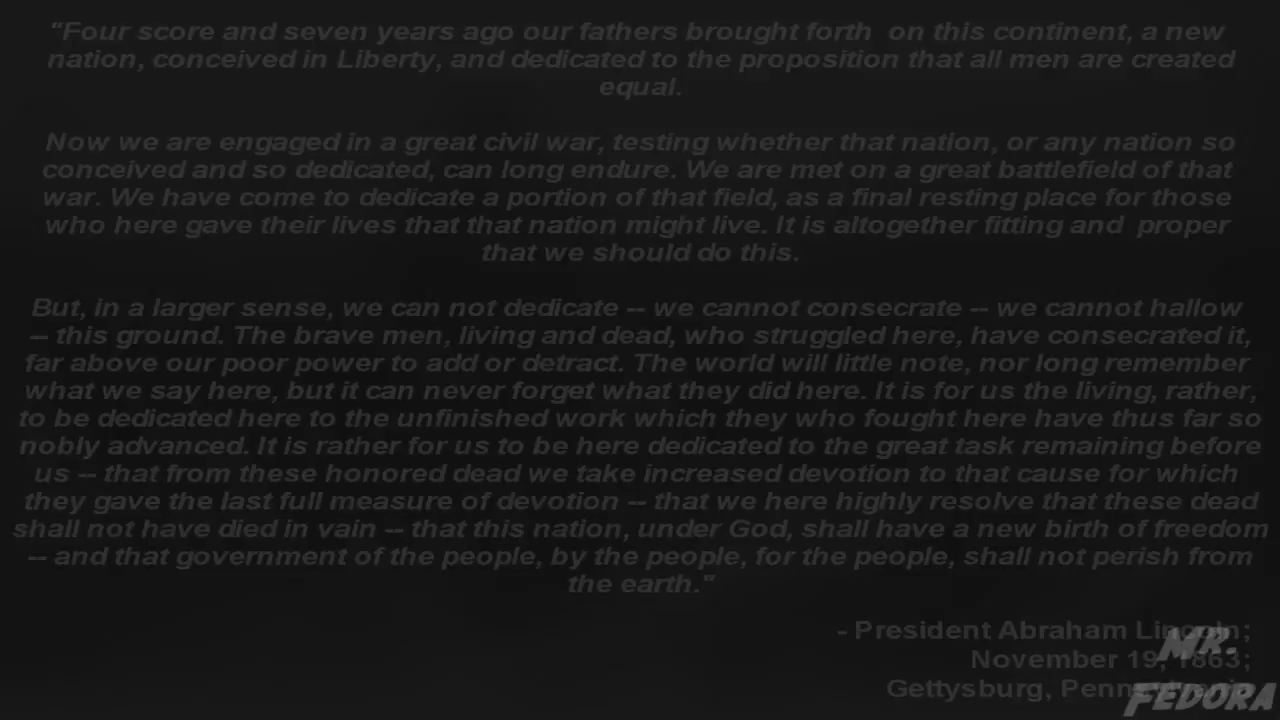 "Four score and seven years ago our fathers brought forth  on this continent, a new
nation, conceived in Liberty, and dedicated to the proposition that all men are created
equal.
Now we are engaged in a great civil war, testing whether that nation, or any nation so
conceived and so dedicated, can long endure. We are met on a great battlefield of that
war. We have come to dedicate a portion of that field, as a final resting place for those
who here gave their lives that that nation might live. It is altogether fitting and  proper
that we should do this.
But, in a larger sense, we can not dedicate -- we cannot consecrate -- we cannot hallow
-- this ground. The brave men, living and dead, who struggled here, have consecrated it,
far above our poor power to add or detract. The world will little note, nor long remember
what we say here, but it can never forget what they did here. It is for us the living, rather,
to be dedicated here to the unfinished work which they who fought here have thus far so
nobly advanced. It is rather for us to be here dedicated to the great task remaining before
us -- that from these honored dead we take increased devotion to that cause for which
they gave the last full measure of devotion -- that we here highly resolve that these dead
shall not have died in vain -- that this nation, under God, shall have a new birth of freedom
-- and that government of the people, by the people, for the people, shall not perish from
the earth."
- President Abraham Lincoln;
November 19, 1863;
Gettysburg, Pennsylvania
MR.
FEDORA